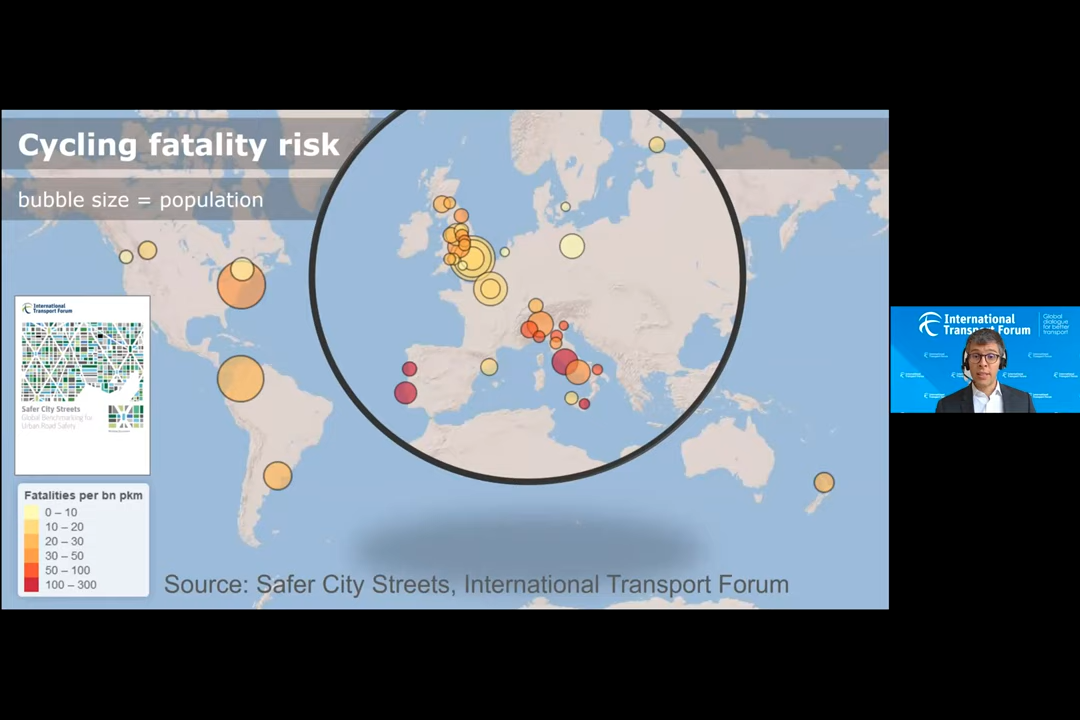 Cycling fatality risk
bubble size = population
International
Transport Forum
Safer City Streets
Global Benchmarking for
Urban Road Safety
Fatalities per bn pkm
0 – 10
10 – 20
20 – 30
30 – 50
50 – 100
100 – 300
Source: Safer City Streets, International Transport Forum
International
Transport Forum
Global
dialogue
for better
transport